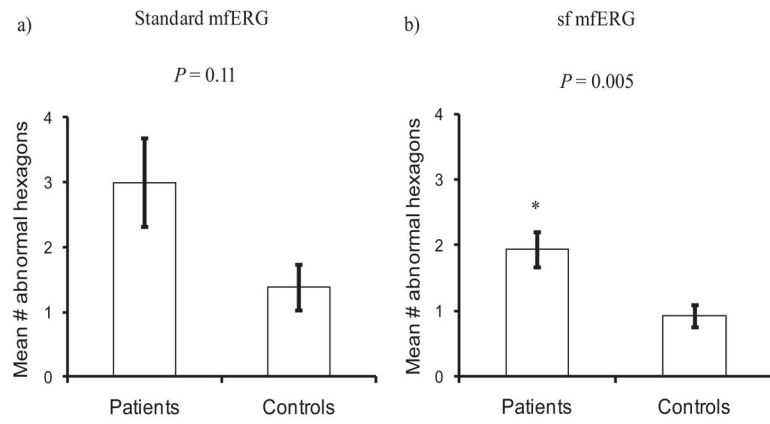 a)
Standard mfERG
P = 0.11
Mean # abnormal hexagons
4
3
2
1
0
Patients
Controls
b)
sf mfERG
P = 0.005
Mean # abnormal hexagons
4
3
2
1
0
*
Patients
Controls